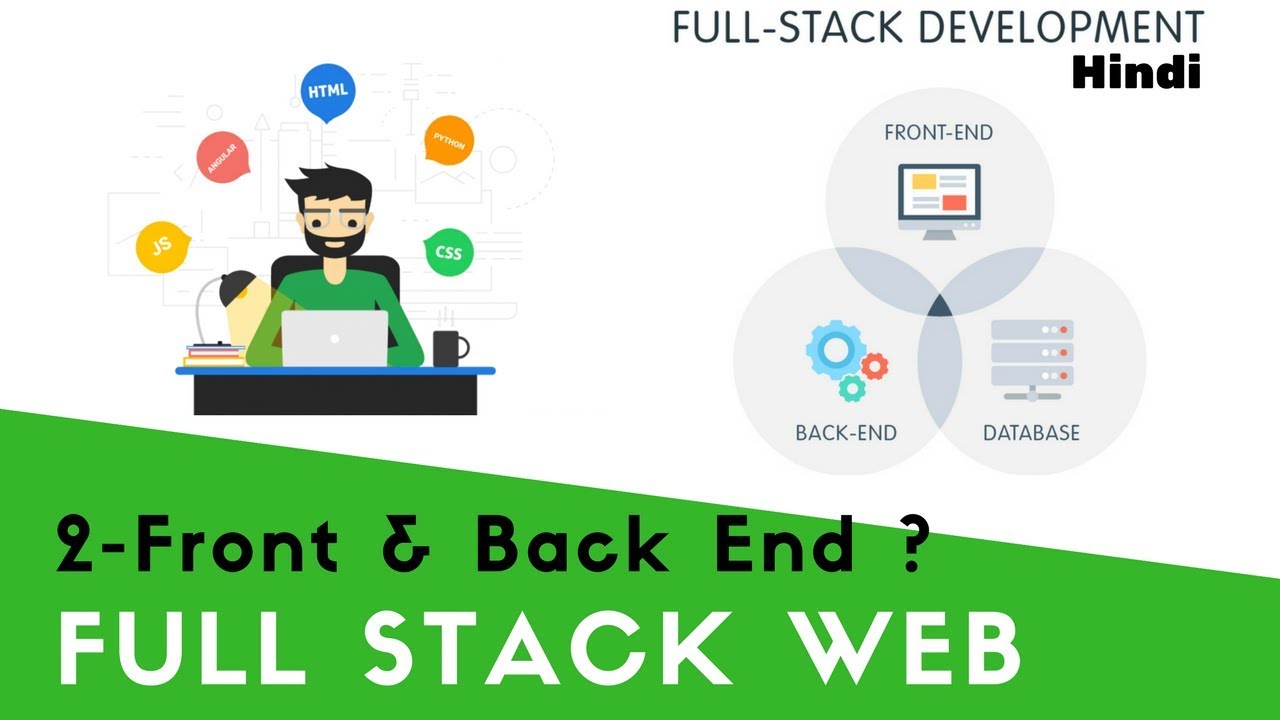 FULL-STACK DEVELOPMENT
Hindi
HTML
ANGULAR
PYTHON
JS
CSS
FRONT-END
BACK-END
DATABASE
2-Front & Back End ?
FULL STACK WEB